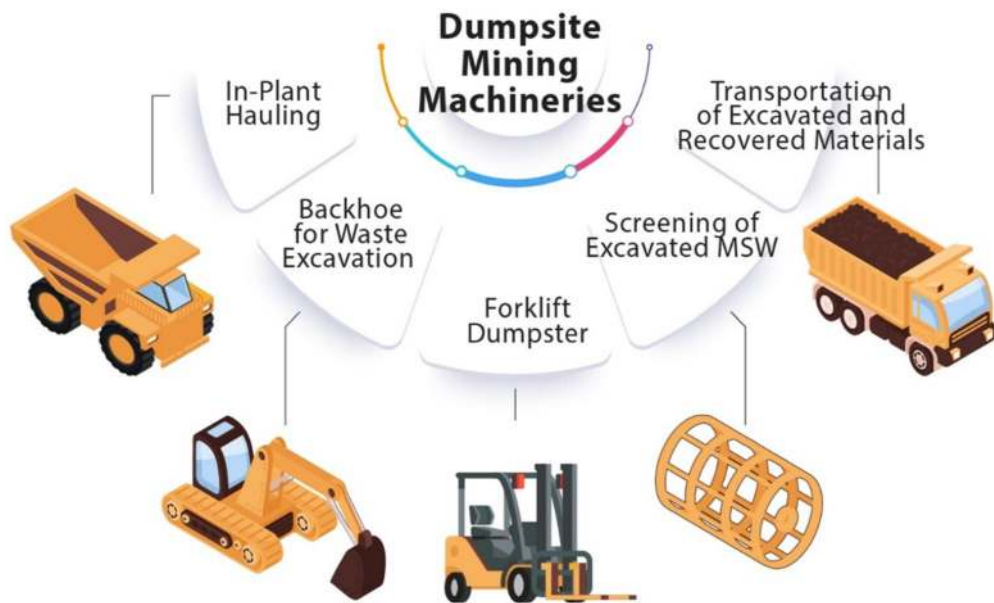 Dumpsite
Mining
Machineries
In-Plant
Hauling
Backhoe
for Waste
Excavation
Forklift
Dumpster
Screening of
Excavated MSW
Transportation
of Excavated and
Recovered Materials